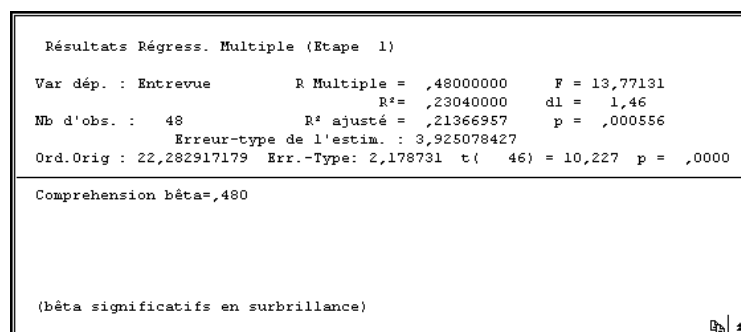 Résultats Régress. Multiple (Etape 1)
Var dép. : Entrevue R Multiple = ,48000000 F = 13,77131
R²= ,23040000 dl = 1,46
Nb d'obs. : 48 R² ajusté = ,21366957 p = ,000556
Erreur-type de l'estim. : 3,925078427
Ord.Orig : 22,282917179 Err.-Type: 2,178731 t( 46) = 10,227 p = ,0000
Comprehension bêta=,480
(bêta significatifs en surbrillance)